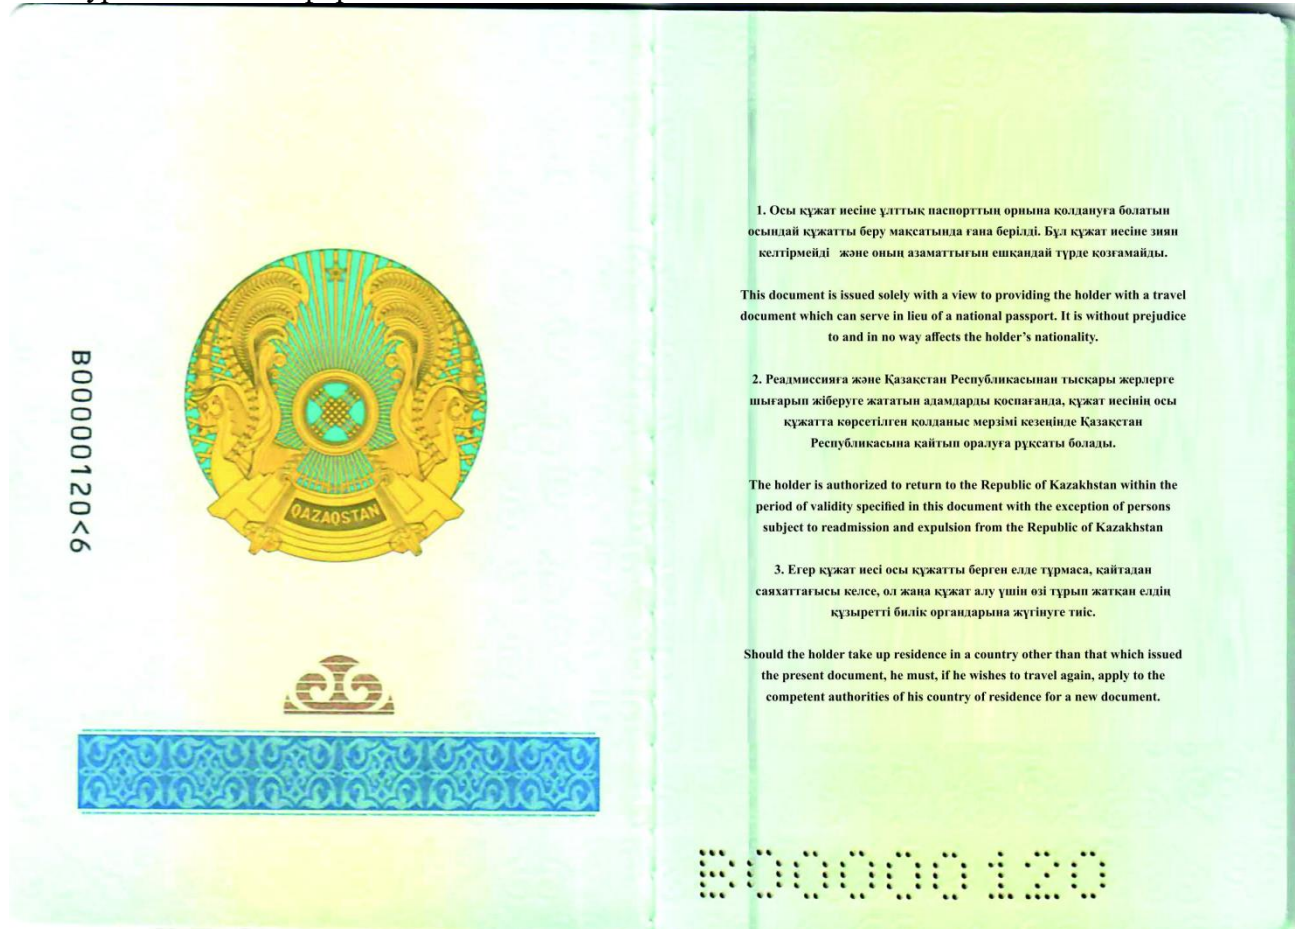 B00000120<6
QAZAQSTAN
1. Осы құжат иесіне ұлттық паспорттың орнына қолдануға болатын
осындай құжатты беру мақсатында ғана берілді. Бұл құжат иесіне зиян
келтірмейді және оның азаматтығын ешқандай түрде қозғамайды.
This document is issued solely with a view to providing the holder with a travel
document which can serve in lieu of a national passport. It is without prejudice
to and in no way affects the holder's nationality.
2. Реадмиссияға және Қазақстан Республикасынан тысқары жерлерге
шығарып жіберуге жататын адамдарды қоспағанда, құжат иесінің осы
құжатта көрсетілген қолданыс мерзімі кезеңінде Қазақстан
Республикасына қайтып оралуға рұқсаты болады.
The holder is authorized to return to the Republic of Kazakhstan within the
period of validity specified in this document with the exception of persons
subject to readmission and expulsion from the Republic of Kazakhstan
3. Егер құжат иесі осы құжатты берген елде тұрмаса, қайтадан
саяхаттағысы келсе, ол жаңа құжат алу үшін өзі тұрып жатқан елдің
құзыретті билік органдарына жүгінуге тиіс.
Should the holder take up residence in a country other than that which issued
the present document, he must, if he wishes to travel again, apply to the
competent authorities of his country of residence for a new document.
B00000120